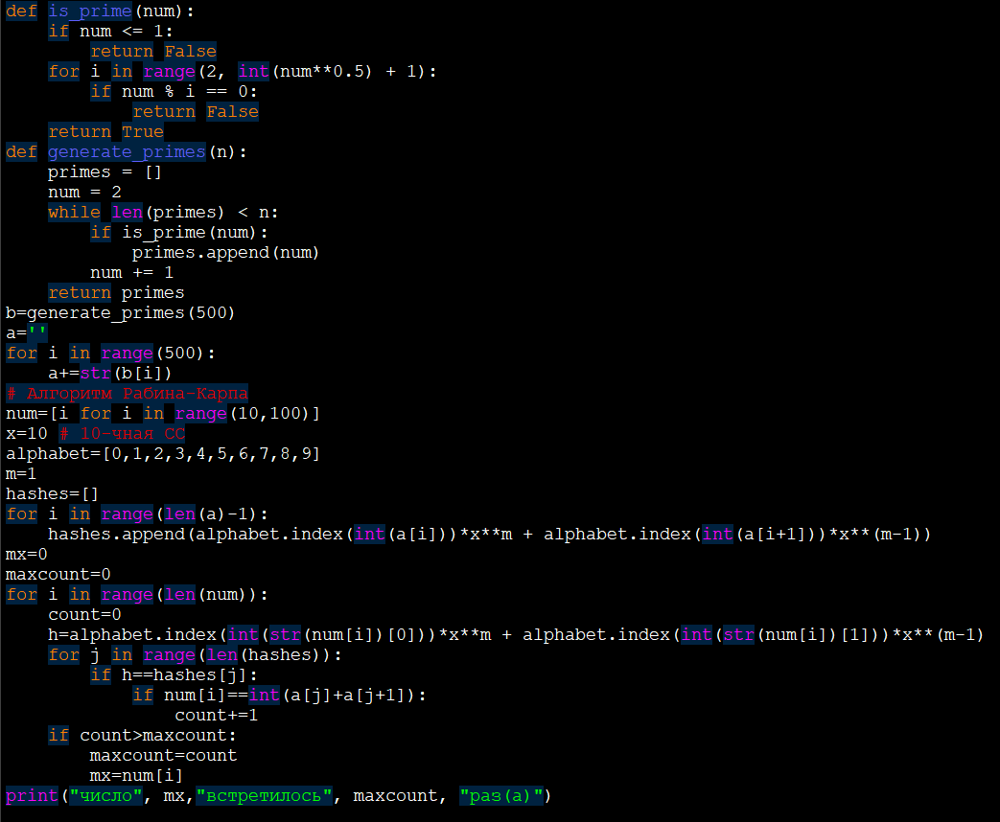 def is_prime(num):
    if num <= 1:
        return False
    for i in range(2, int(num**0.5) + 1):
        if num % i == 0:
            return False
    return True
def generate_primes(n):
    primes = []
    num = 2
    while len(primes) < n:
        if is_prime(num):
            primes.append(num)
        num += 1
    return primes
b=generate_primes(500)
a=''
for i in range(500):
    a+=str(b[i])
# Алгоритм Рабина-Карпа
num=[i for i in range(10,100)]
x=10 # 10-чная СС
alphabet=[0,1,2,3,4,5,6,7,8,9]
m=1
hashes=[]
for i in range(len(a)-1):
    hashes.append(alphabet.index(int(a[i]))*x**m + alphabet.index(int(a[i+1]))*x**(m-1))
mx=0
maxcount=0
for i in range(len(num)):
    count=0
    h=alphabet.index(int(str(num[i])[0]))*x**m + alphabet.index(int(str(num[i])[1]))*x**(m-1)
    for j in range(len(hashes)):
        if h==hashes[j]:
            if num[i]==int(a[j]+a[j+1]):
                count+=1
    if count>maxcount:
        maxcount=count
        mx=num[i]
print("число", mx,"встретилось", maxcount, "раз(а)")